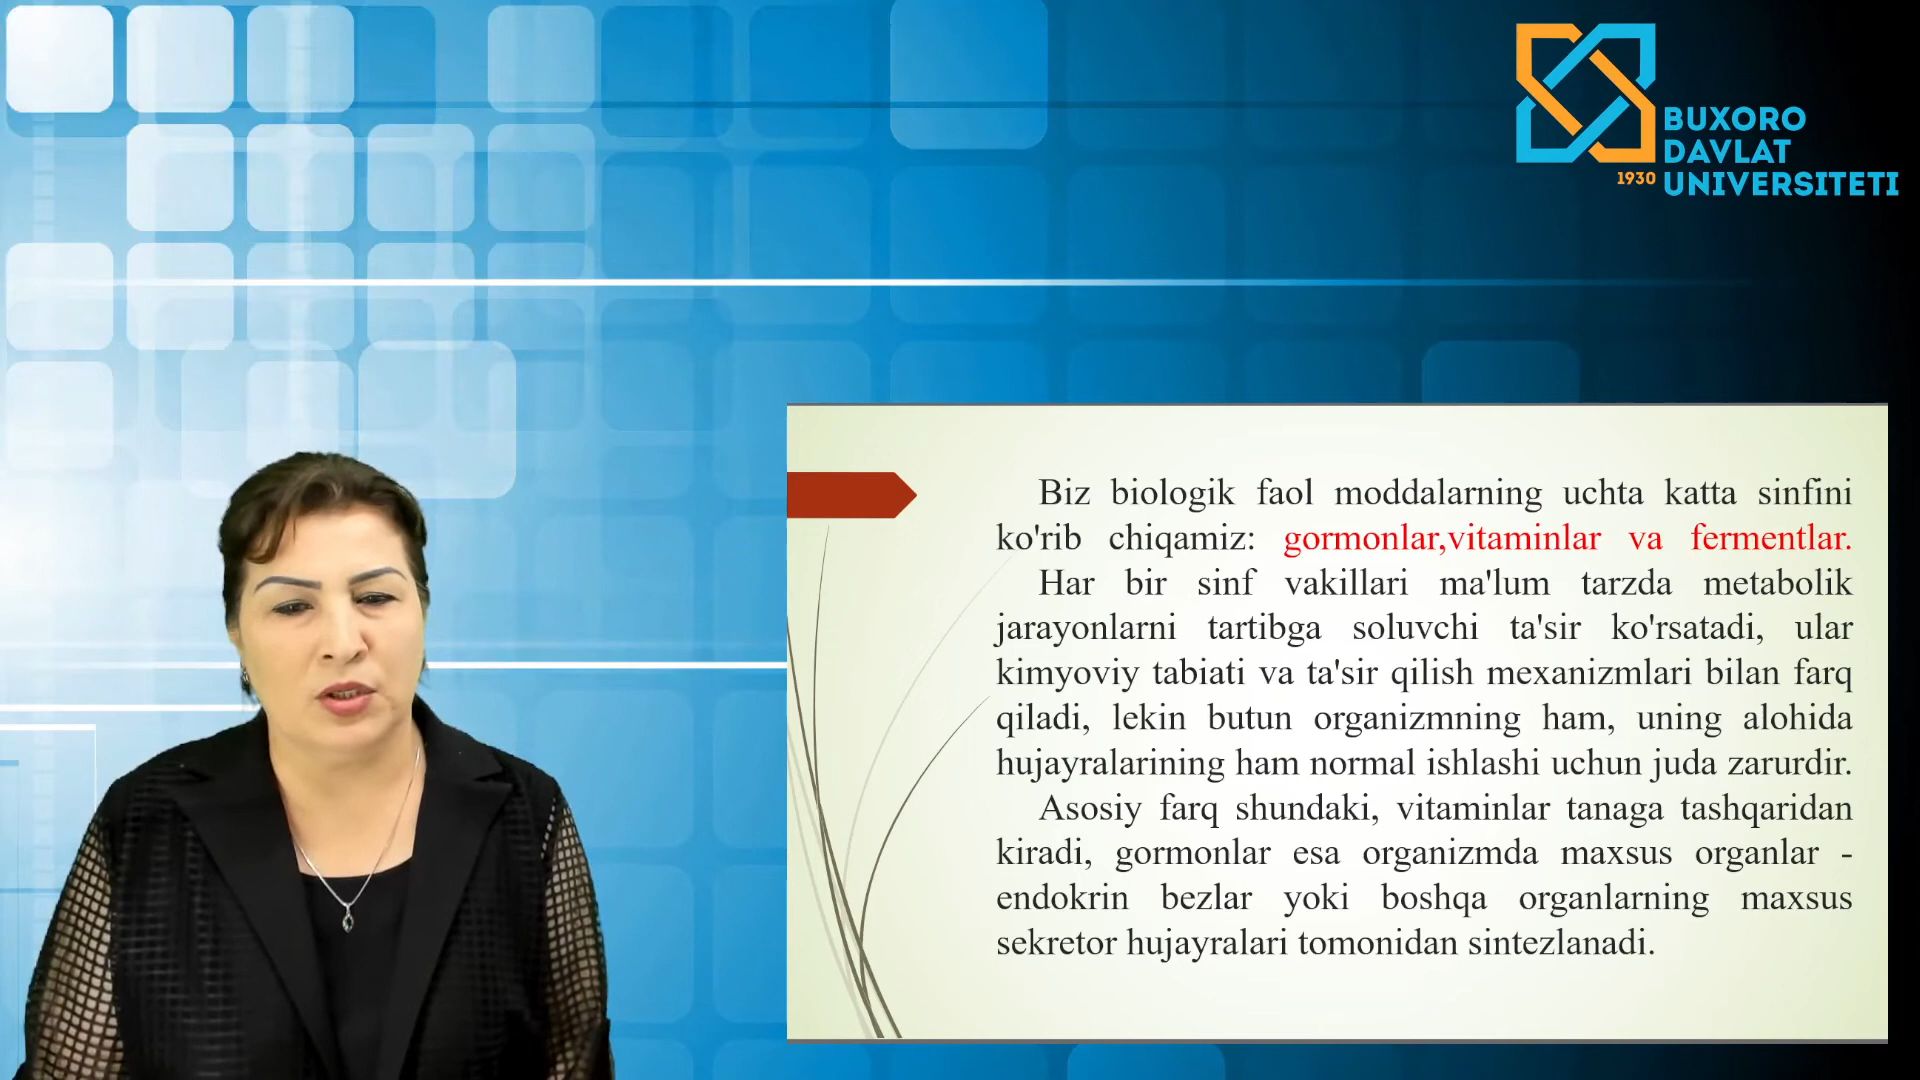 BUXORO
DAVLAT
1930 UNIVERSITETI
Biz biologik faol moddalarning uchta katta sinfini
ko'rib chiqamiz: gormonlar,vitaminlar va fermentlar.
Har bir sinf vakillari ma'lum tarzda metabolik
jarayonlarni tartibga soluvchi ta'sir ko'rsatadi, ular
kimyoviy tabiati va ta'sir qilish mexanizmlari bilan farq
qiladi, lekin butun organizmning ham, uning alohida
hujayralarining ham normal ishlashi uchun juda zarurdir.
Asosiy farq shundaki, vitaminlar tanaga tashqaridan
kiradi, gormonlar esa organizmda maxsus organlar -
endokrin bezlar yoki boshqa organlarning maxsus
sekretor hujayralari tomonidan sintezlanadi.